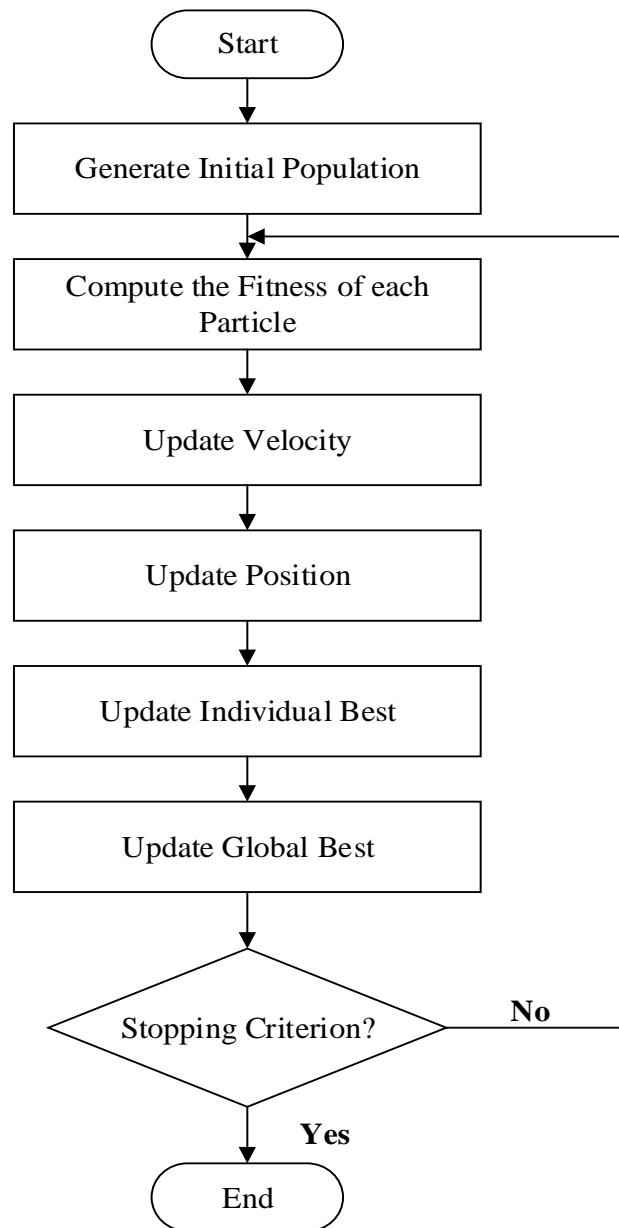 Start
Generate Initial Population
Compute the Fitness of each
Particle
Update Velocity
Update Position
Update Individual Best
Update Global Best
Stopping Criterion?
No
Yes
End